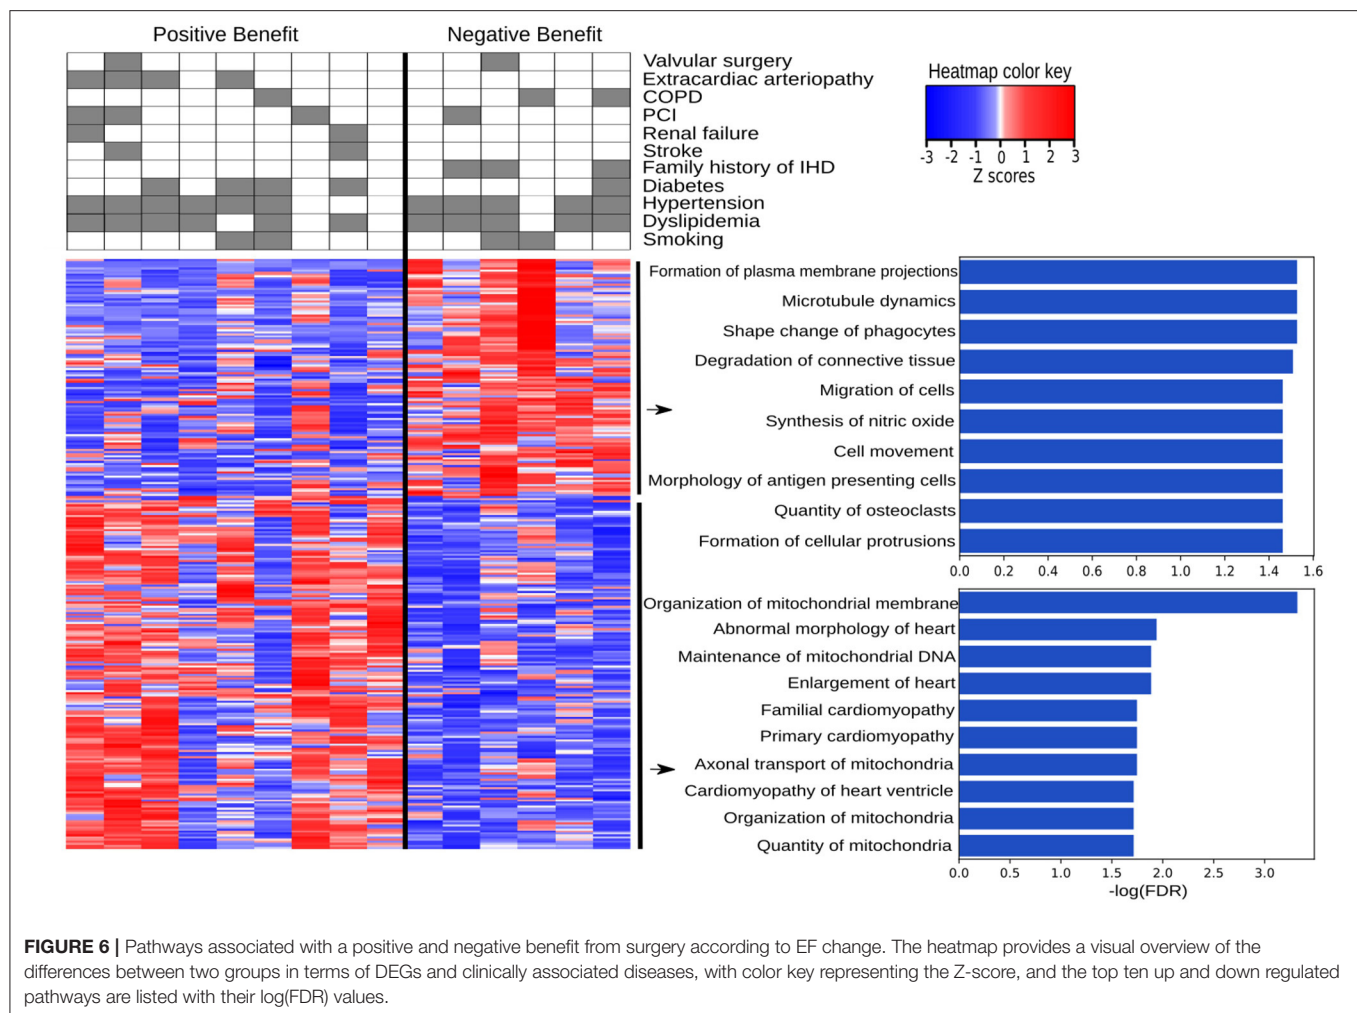 Positive Benefit
Negative Benefit
Valvular surgery
Extracardiac arteriopathy
COPD
PCI
Renal failure
Stroke
Family history of IHD
Diabetes
Hypertension
Dyslipidemia
Smoking
Heatmap color key
-3 -2 -1 0 1 2 3
Z scores
Formation of plasma membrane projections
Microtubule dynamics
Shape change of phagocytes
Degradation of connective tissue
Migration of cells
Synthesis of nitric oxide
Cell movement
Morphology of antigen presenting cells
Quantity of osteoclasts
Formation of cellular protrusions
0.0 0.2 0.4 0.6 0.8 1.0 1.2 1.4 1.6
Organization of mitochondrial membrane
Abnormal morphology of heart
Maintenance of mitochondrial DNA
Enlargement of heart
Familial cardiomyopathy
Primary cardiomyopathy
Axonal transport of mitochondria
Cardiomyopathy of heart ventricle
Organization of mitochondria
Quantity of mitochondria
0.0 0.5 1.0 1.5 2.0 2.5 3.0
-log(FDR)
FIGURE 6 | Pathways associated with a positive and negative benefit from surgery according to EF change. The heatmap provides a visual overview of the
differences between two groups in terms of DEGs and clinically associated diseases, with color key representing the Z-score, and the top ten up and down regulated
pathways are listed with their log(FDR) values.